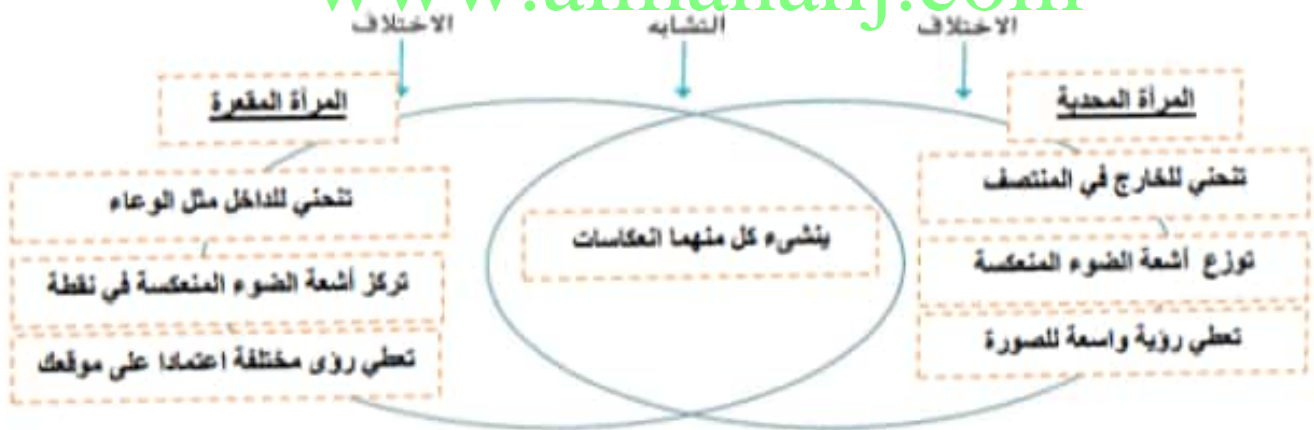 www.almanahj.com
الاختلاف
التشابه
الاختلاف
المرأة المحدبة
المرأة المقعرة
تنحني للخارج في المنتصف
توزع أشعة الضوء المنعكسة
تعطي رؤية واسعة للصورة
ينشىء كل منهما انعكاسات
تنحني للداخل مثل الوعاء
تركز أشعة الضوء المنعكسة في نقطة
تعطي رؤى مختلفة اعتمادا على موقعك